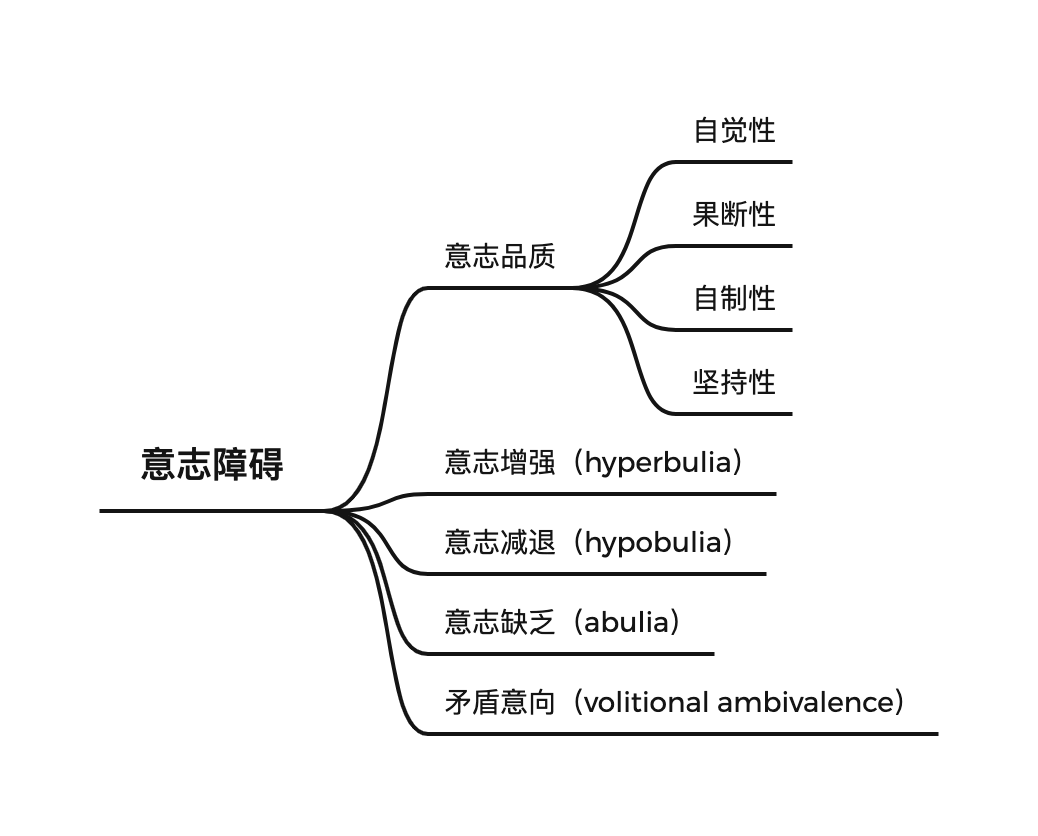 意志障碍
意志品质
自觉性
果断性
自制性
坚持性
意志增强（hyperbulia）
意志减退（hypobulia）
意志缺乏（abulia）
矛盾意向（volitional ambivalence）